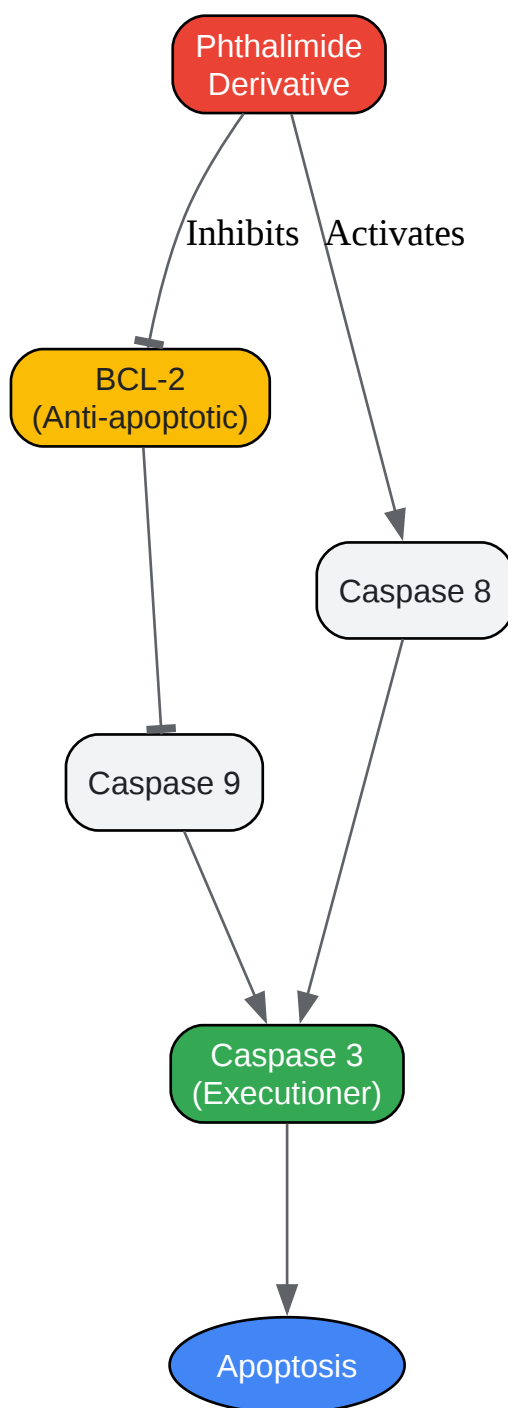 Phthalimide
Derivative
Inhibits
Activates
BCL-2
(Anti-apoptotic)
Caspase 8
Caspase 9
Caspase 3
(Executioner)
Apoptosis